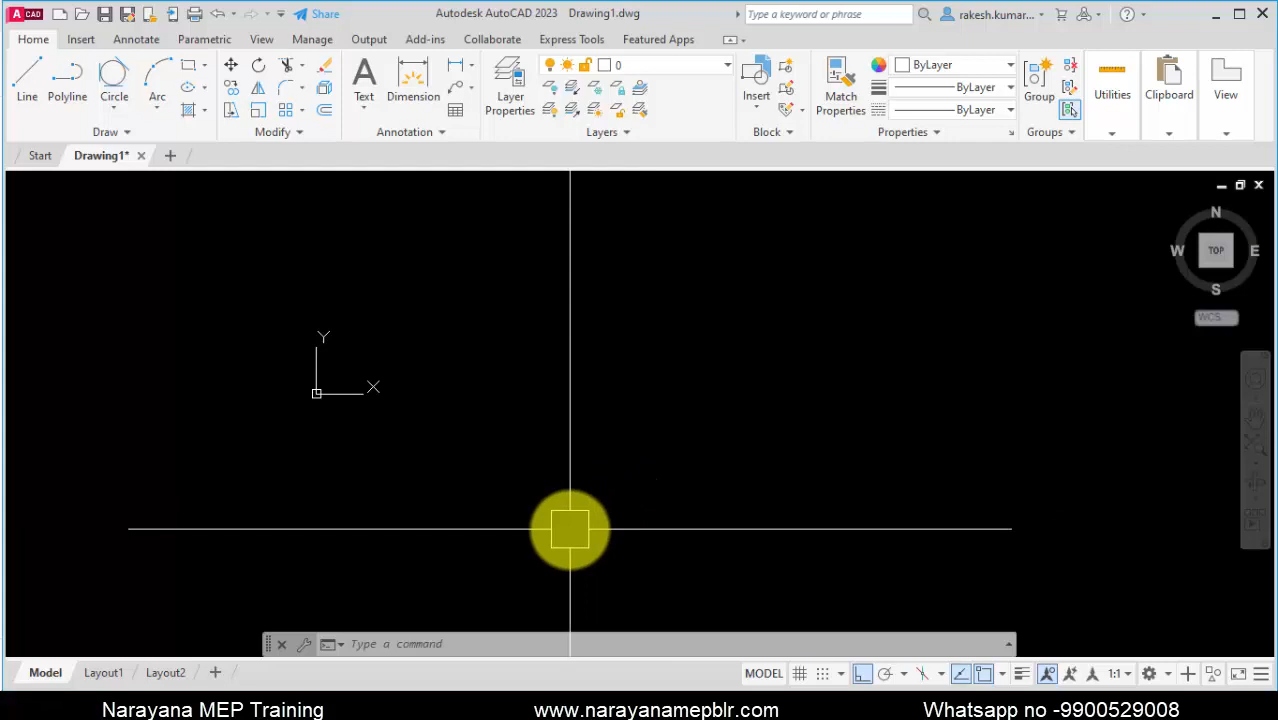 CAD
Share
Autodesk AutoCAD 2023 Drawing1.dwg
Type a keyword or phrase
rakesh.kumar...
Home Insert Annotate Parametric View Manage Output Add-ins Collaborate Express Tools Featured Apps
Line Polyline Circle Arc
Text Dimension
Layer Properties
0
Insert
Match Properties
ByLayer
ByLayer
ByLayer
Group
Utilities Clipboard View
Draw Modify Annotation Layers Block Properties Groups
Start Drawing1*
N
W TOP E
S
WCS
Y
X
Type a command
Model Layout1 Layout2
MODEL 1:1
Narayana MEP Training www.narayanamepblr.com Whatsapp no -9900529008